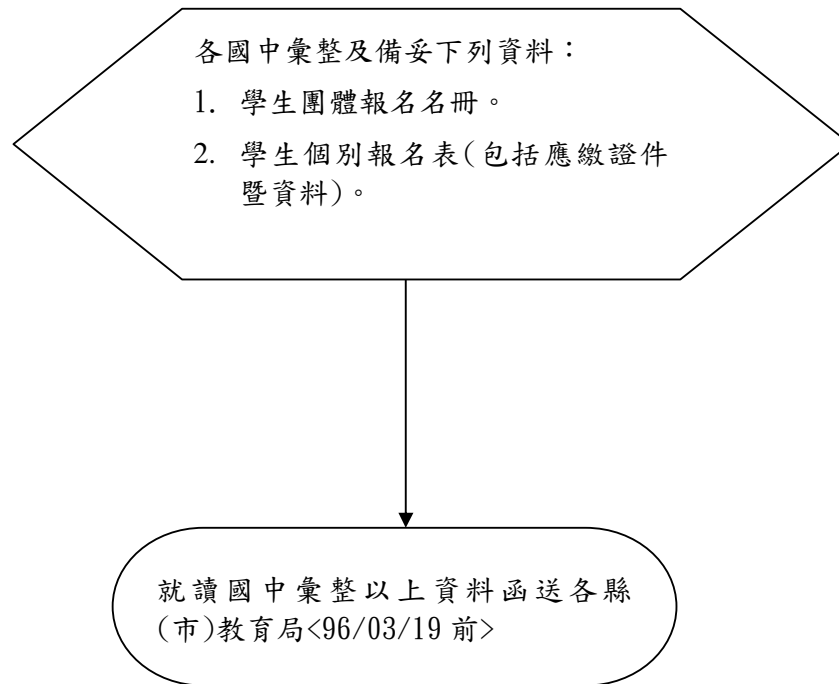 各國中彙整及備妥下列資料：
1. 學生團體報名名冊。
2. 學生個別報名表(包括應繳證件
暨資料)。
就讀國中彙整以上資料函送各縣
(市)教育局<96/03/19 前>